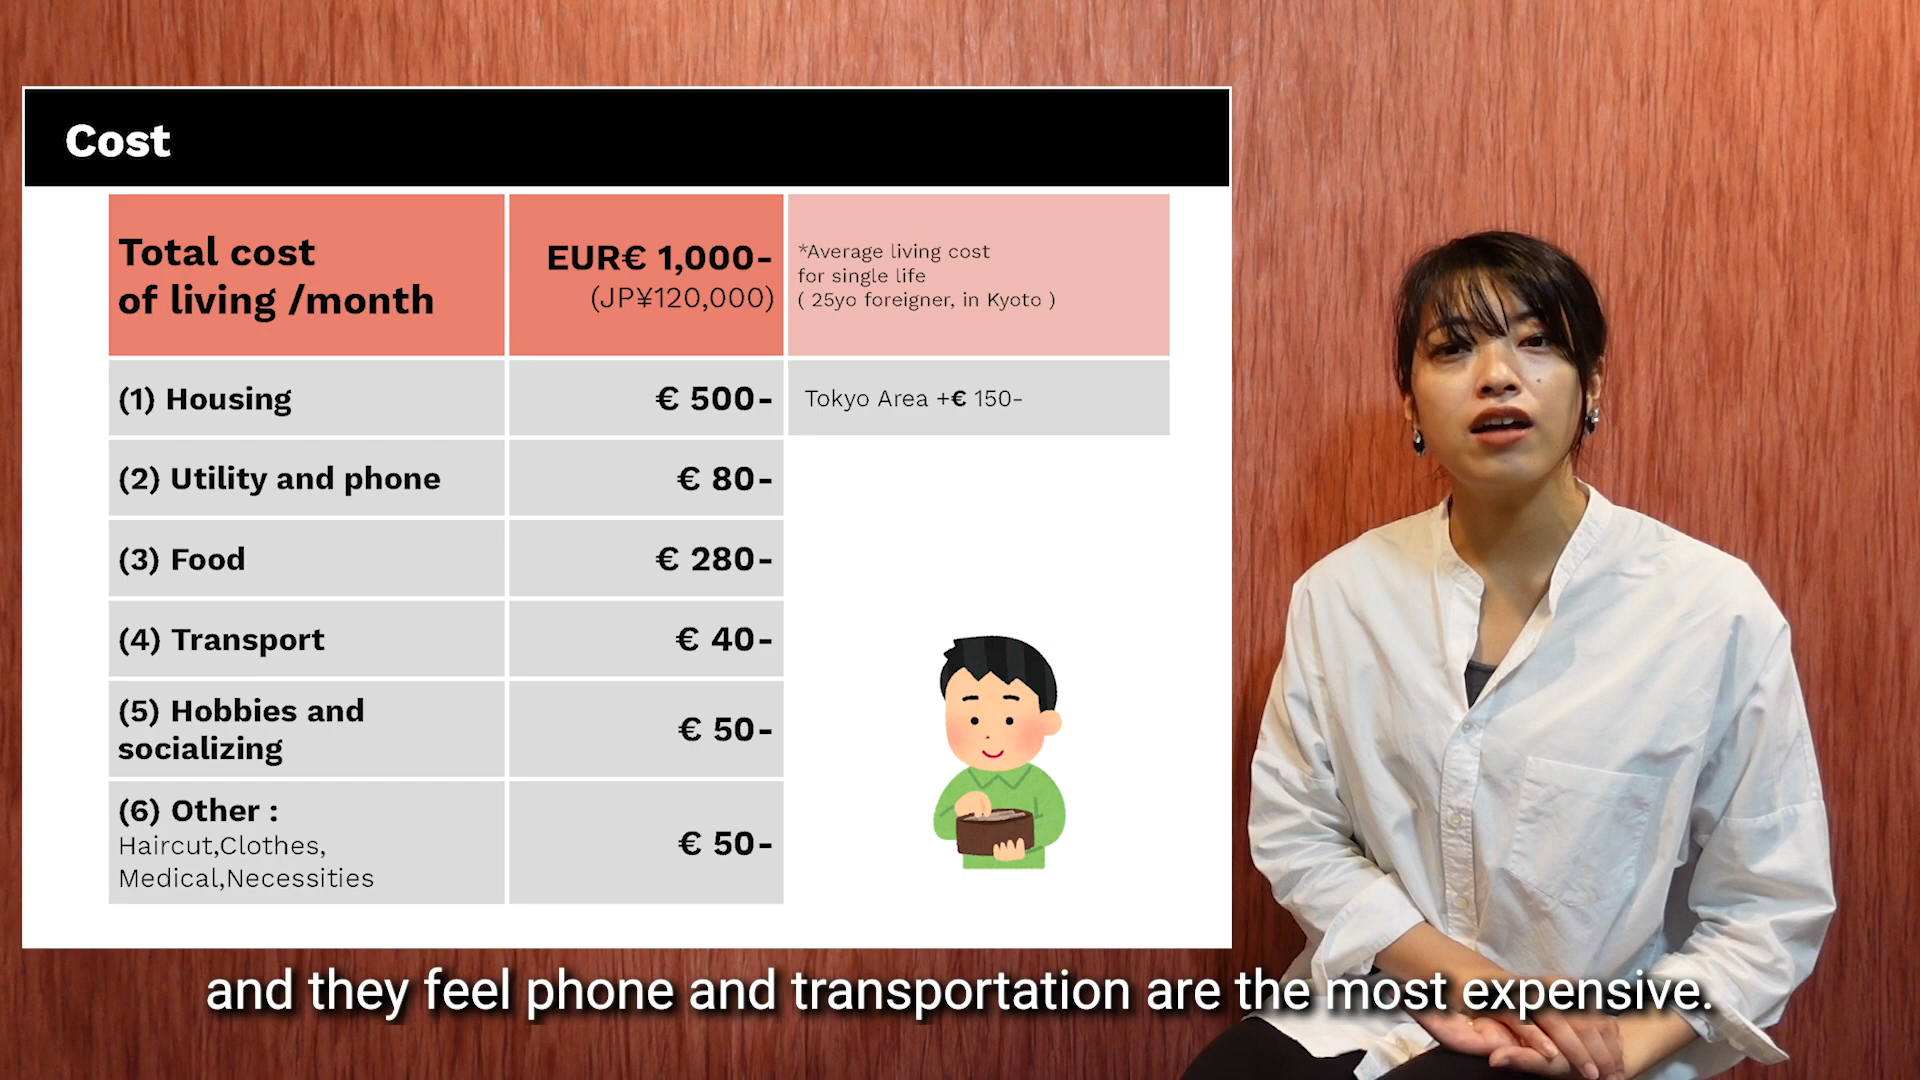 Cost
Total cost
of living /month
EUR€ 1,000-
(JP¥120,000)
*Average living cost
for single life
( 25yo foreigner, in Kyoto )
(1) Housing
€ 500-
Tokyo Area +€ 150-
(2) Utility and phone
€ 80-
(3) Food
€ 280-
(4) Transport
€ 40-
(5) Hobbies and
socializing
€ 50-
(6) Other :
Haircut,Clothes,
Medical,Necessities
€ 50-
and they feel phone and transportation are the most expensive.